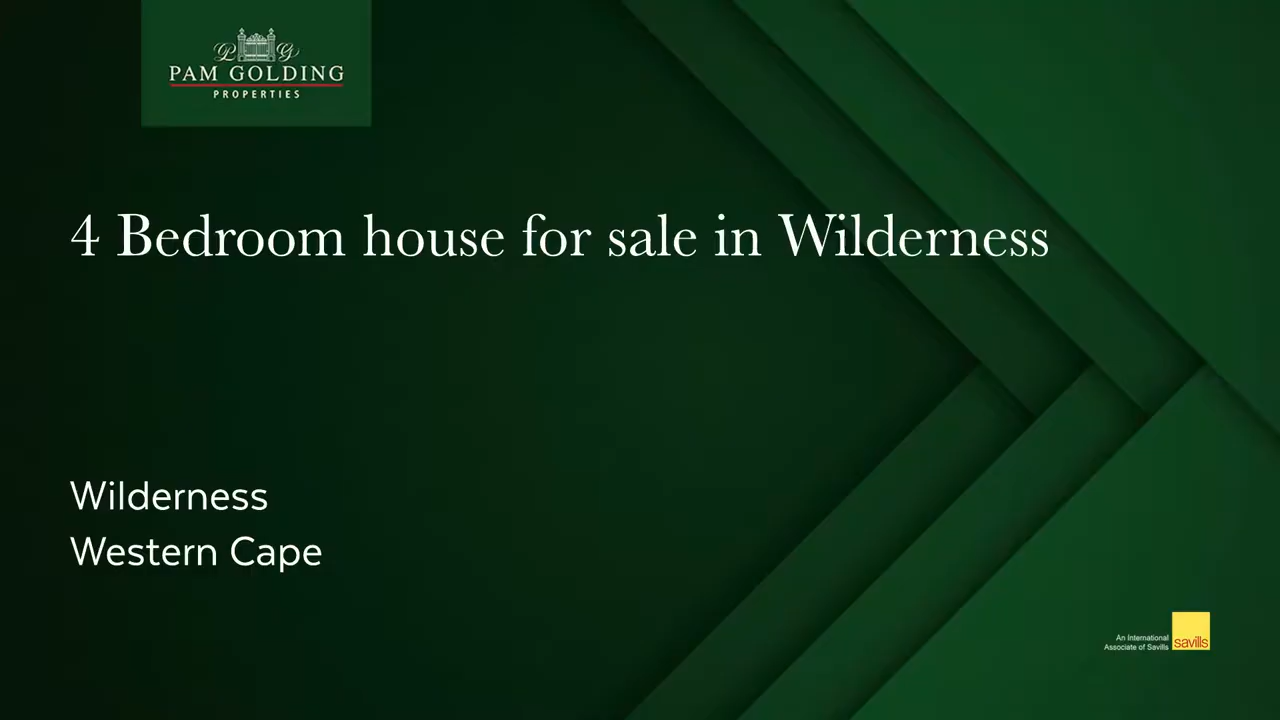 P G
PAM GOLDING
PROPERTIES
4 Bedroom house for sale in Wilderness
Wilderness
Western Cape
An International
Associate of Savills
savills